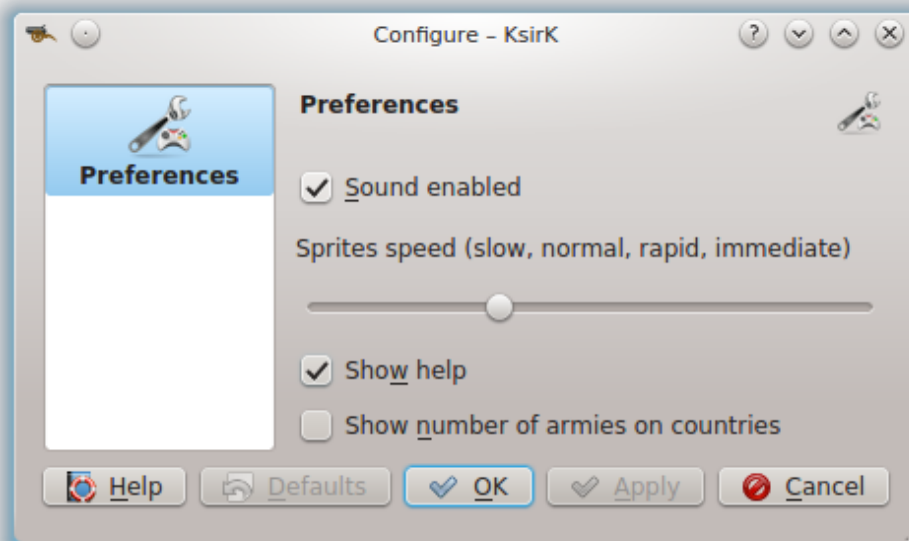 Configure – KsirK
Preferences
Preferences
Sound enabled
Sprites speed (slow, normal, rapid, immediate)
Show help
Show number of armies on countries
Help Defaults OK Apply Cancel